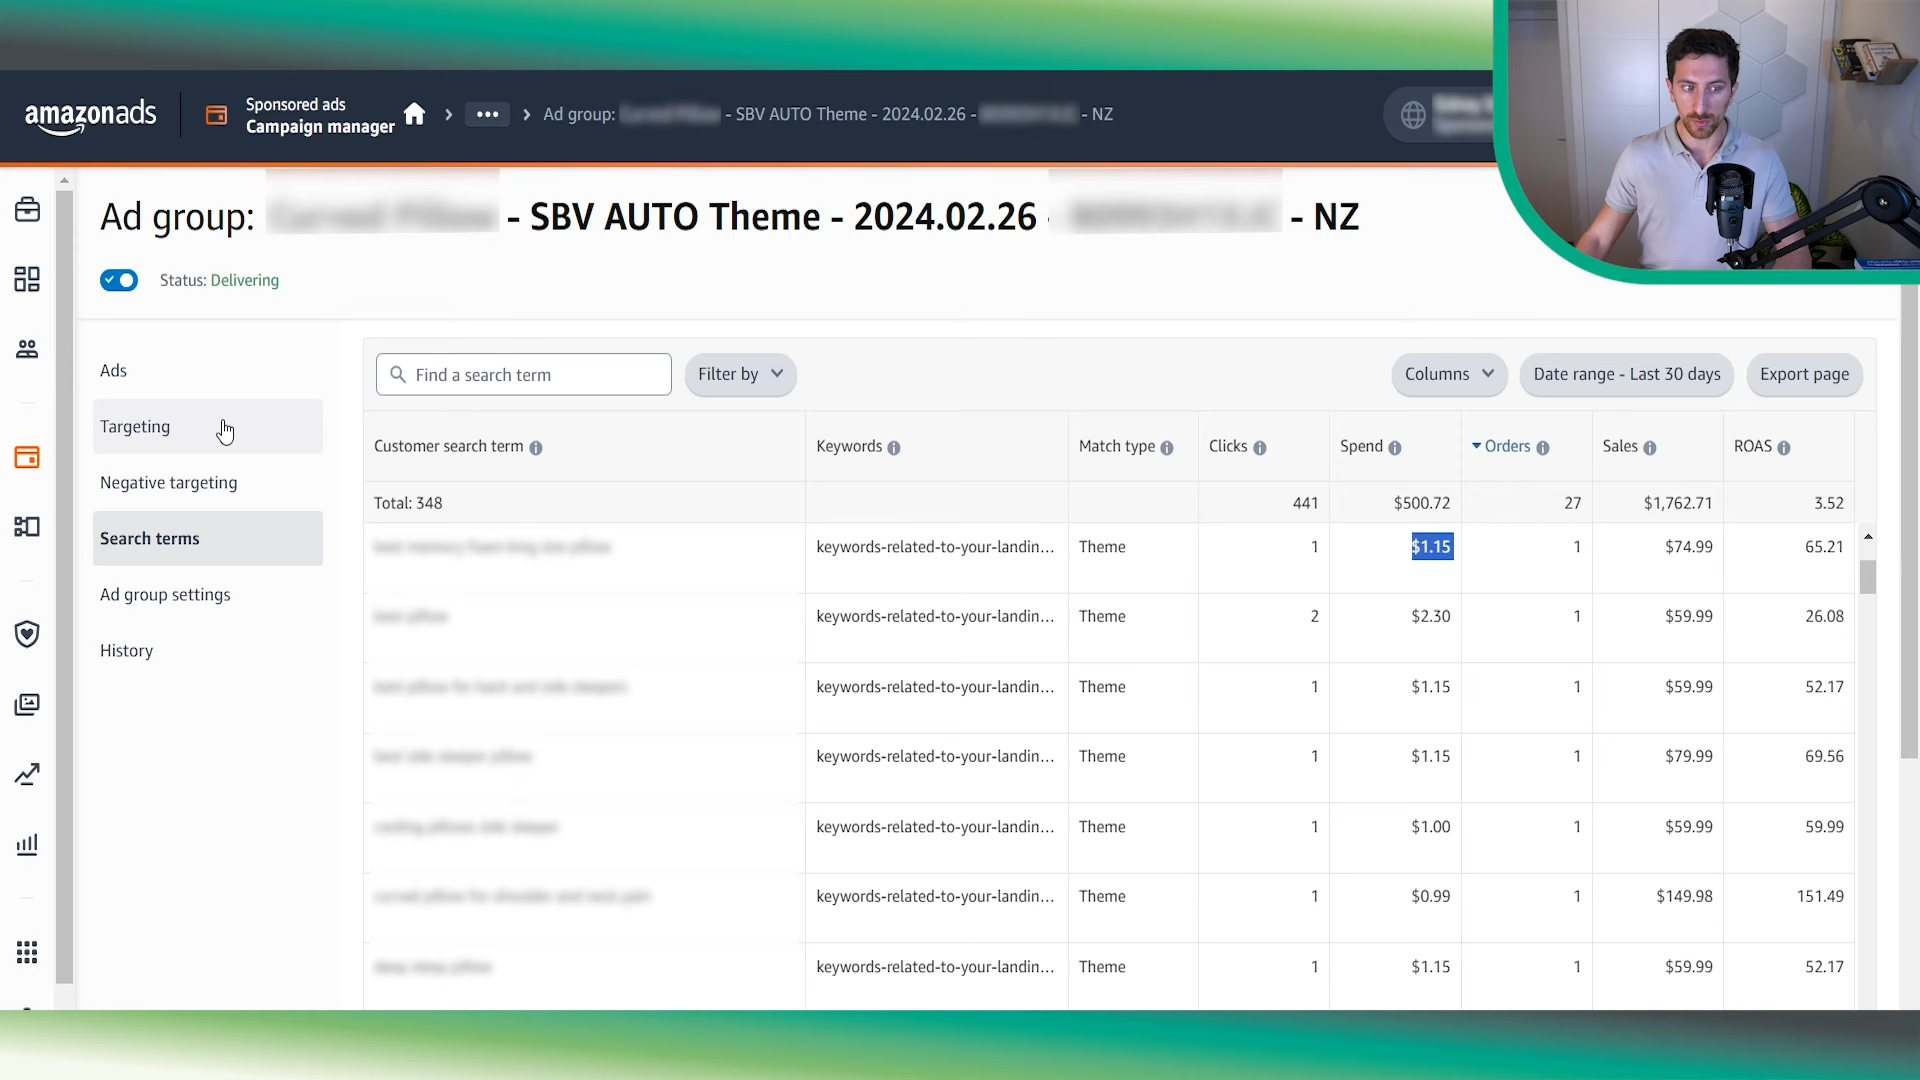 amazonads
Sponsored ads
Campaign manager
Ad group: - SBV AUTO Theme - 2024.02.26 - - NZ
Ad group: - SBV AUTO Theme - 2024.02.26 - - NZ
Status: Delivering
Ads
Targeting
Negative targeting
Search terms
Ad group settings
History
Find a search term
Filter by
Columns
Date range - Last 30 days
Export page
Customer search term Keywords Match type Clicks Spend Orders Sales ROAS
Total: 348 441 $500.72 27 $1,762.71 3.52
keywords-related-to-your-landin... Theme 1 $1.15 1 $74.99 65.21
keywords-related-to-your-landin... Theme 2 $2.30 1 $59.99 26.08
keywords-related-to-your-landin... Theme 1 $1.15 1 $59.99 52.17
keywords-related-to-your-landin... Theme 1 $1.15 1 $79.99 69.56
keywords-related-to-your-landin... Theme 1 $1.00 1 $59.99 59.99
keywords-related-to-your-landin... Theme 1 $0.99 1 $149.98 151.49
keywords-related-to-your-landin... Theme 1 $1.15 1 $59.99 52.17